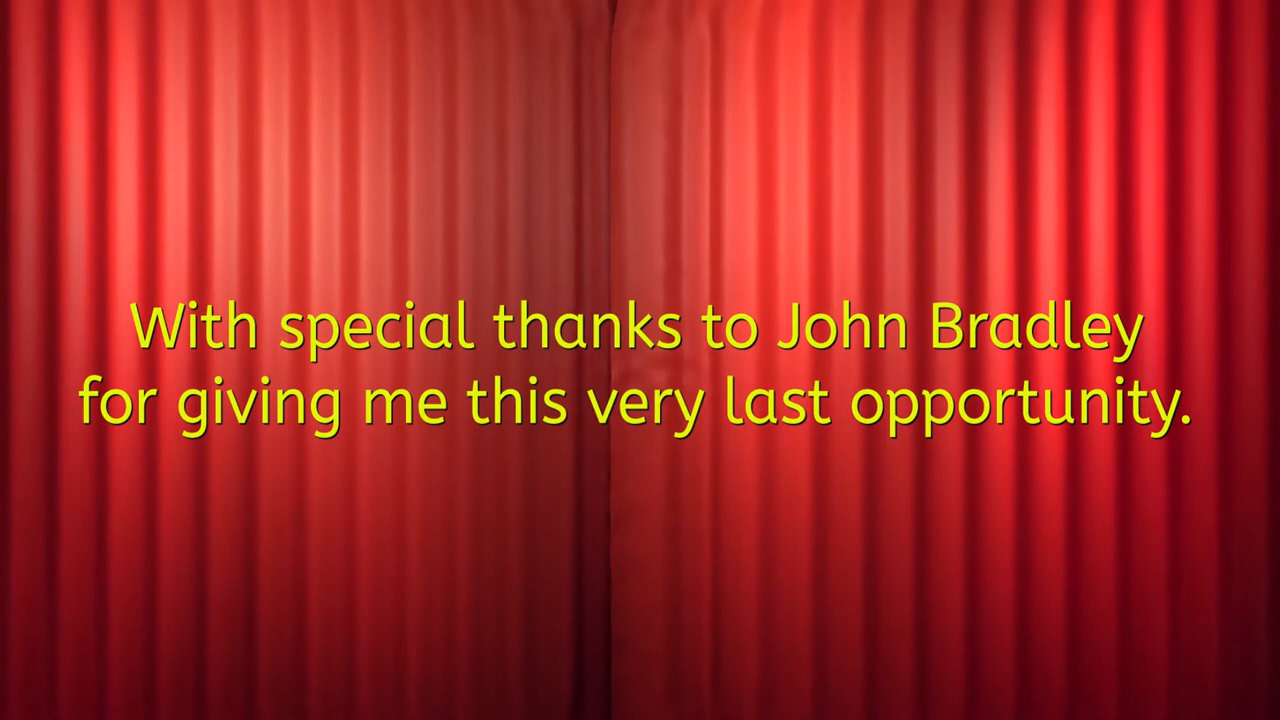 With special thanks to John Bradley
for giving me this very last opportunity.